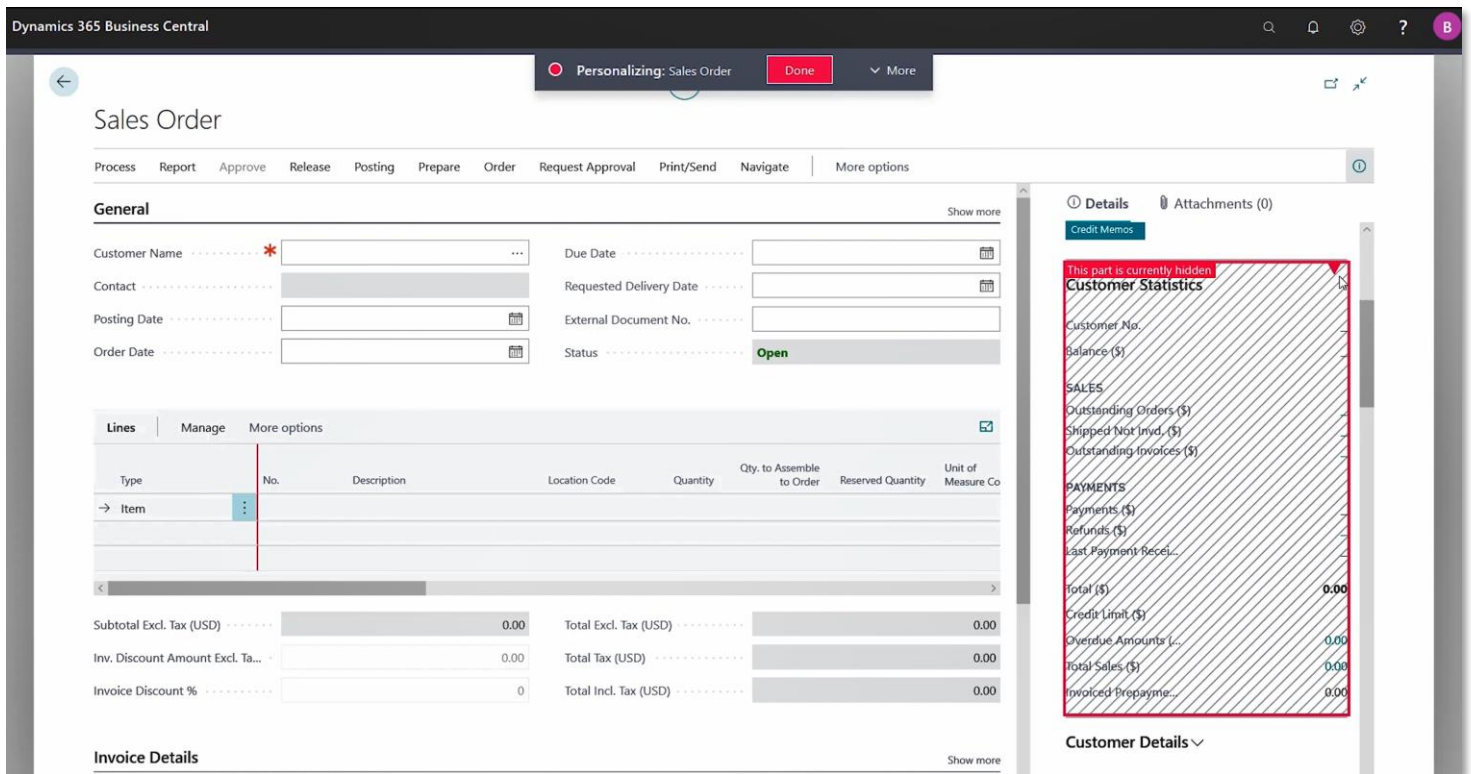 Dynamics 365 Business Central
?
B
Personalizing: Sales Order
Done
More
Sales Order
Process Report Approve Release Posting Prepare Order Request Approval Print/Send Navigate More options
General
Show more
Customer Name
Contact
Posting Date
Order Date
Due Date
Requested Delivery Date
External Document No.
Status Open
Lines Manage More options
Type No. Description Location Code Quantity Qty. to Assemble to Order Reserved Quantity Unit of Measure Co
Item
Subtotal Excl. Tax (USD) 0.00
Inv. Discount Amount Excl. Ta... 0.00
Invoice Discount % 0
Total Excl. Tax (USD) 0.00
Total Tax (USD) 0.00
Total Incl. Tax (USD) 0.00
Invoice Details
Show more
Details Attachments (0)
Credit Memos
This part is currently hidden
Customer Statistics
Customer No. _
Balance ($) _
SALES
Outstanding Orders ($) _
Shipped Not Invd. ($) _
Outstanding Invoices ($) _
PAYMENTS
Payments ($) _
Refunds ($) _
Last Payment Recei... _
Total ($) 0.00
Credit Limit ($)
Overdue Amounts (... 0.00
Total Sales ($) 0.00
Invoiced Prepayme... 0.00
Customer Details